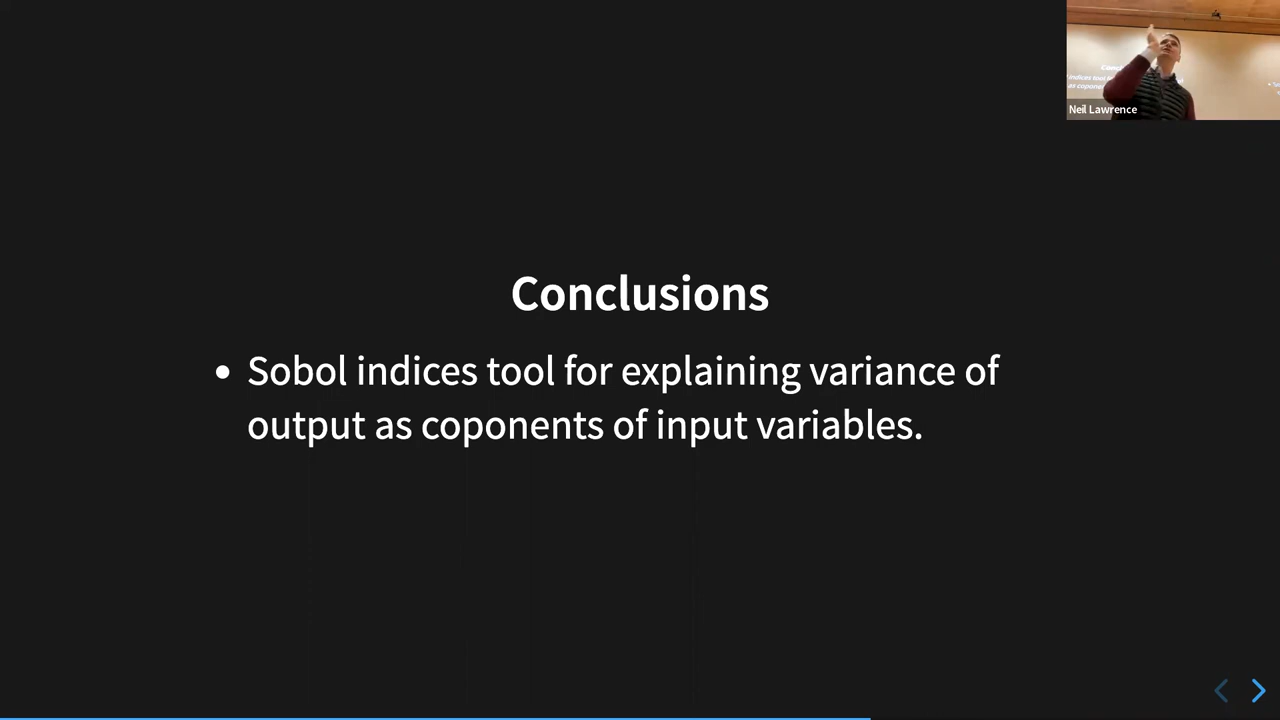 Conclusions
• Sobol indices tool for explaining variance of
output as coponents of input variables.
Neil Lawrence